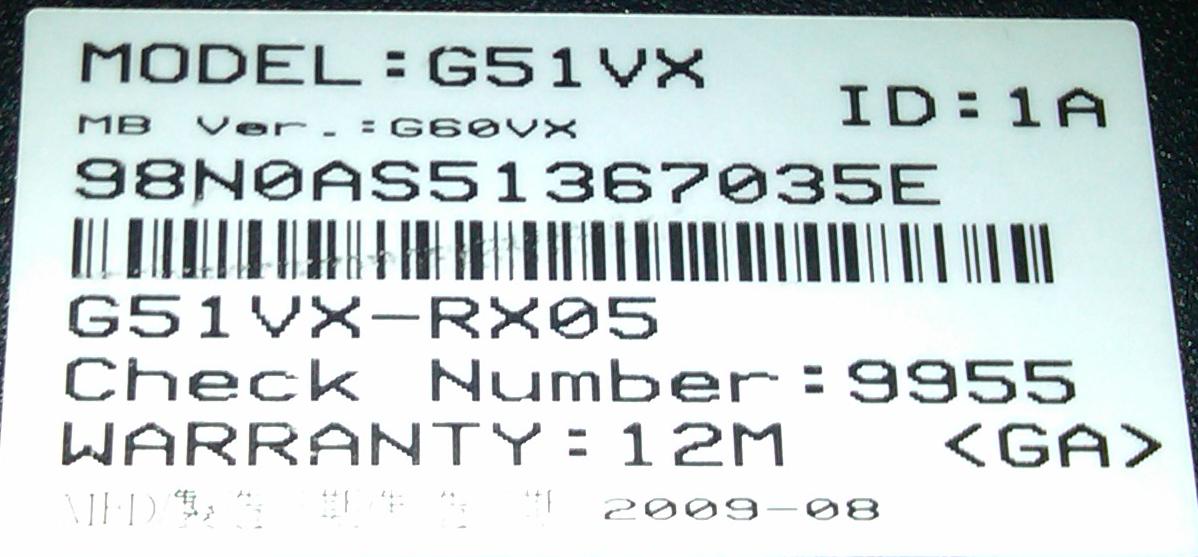 MODEL:G51VX
ID:1A
MB Ver.:G60VX
98N0AS51367035E
G51VX-RX05
Check Number:9955
WARRANTY:12M <GA>
2009-08